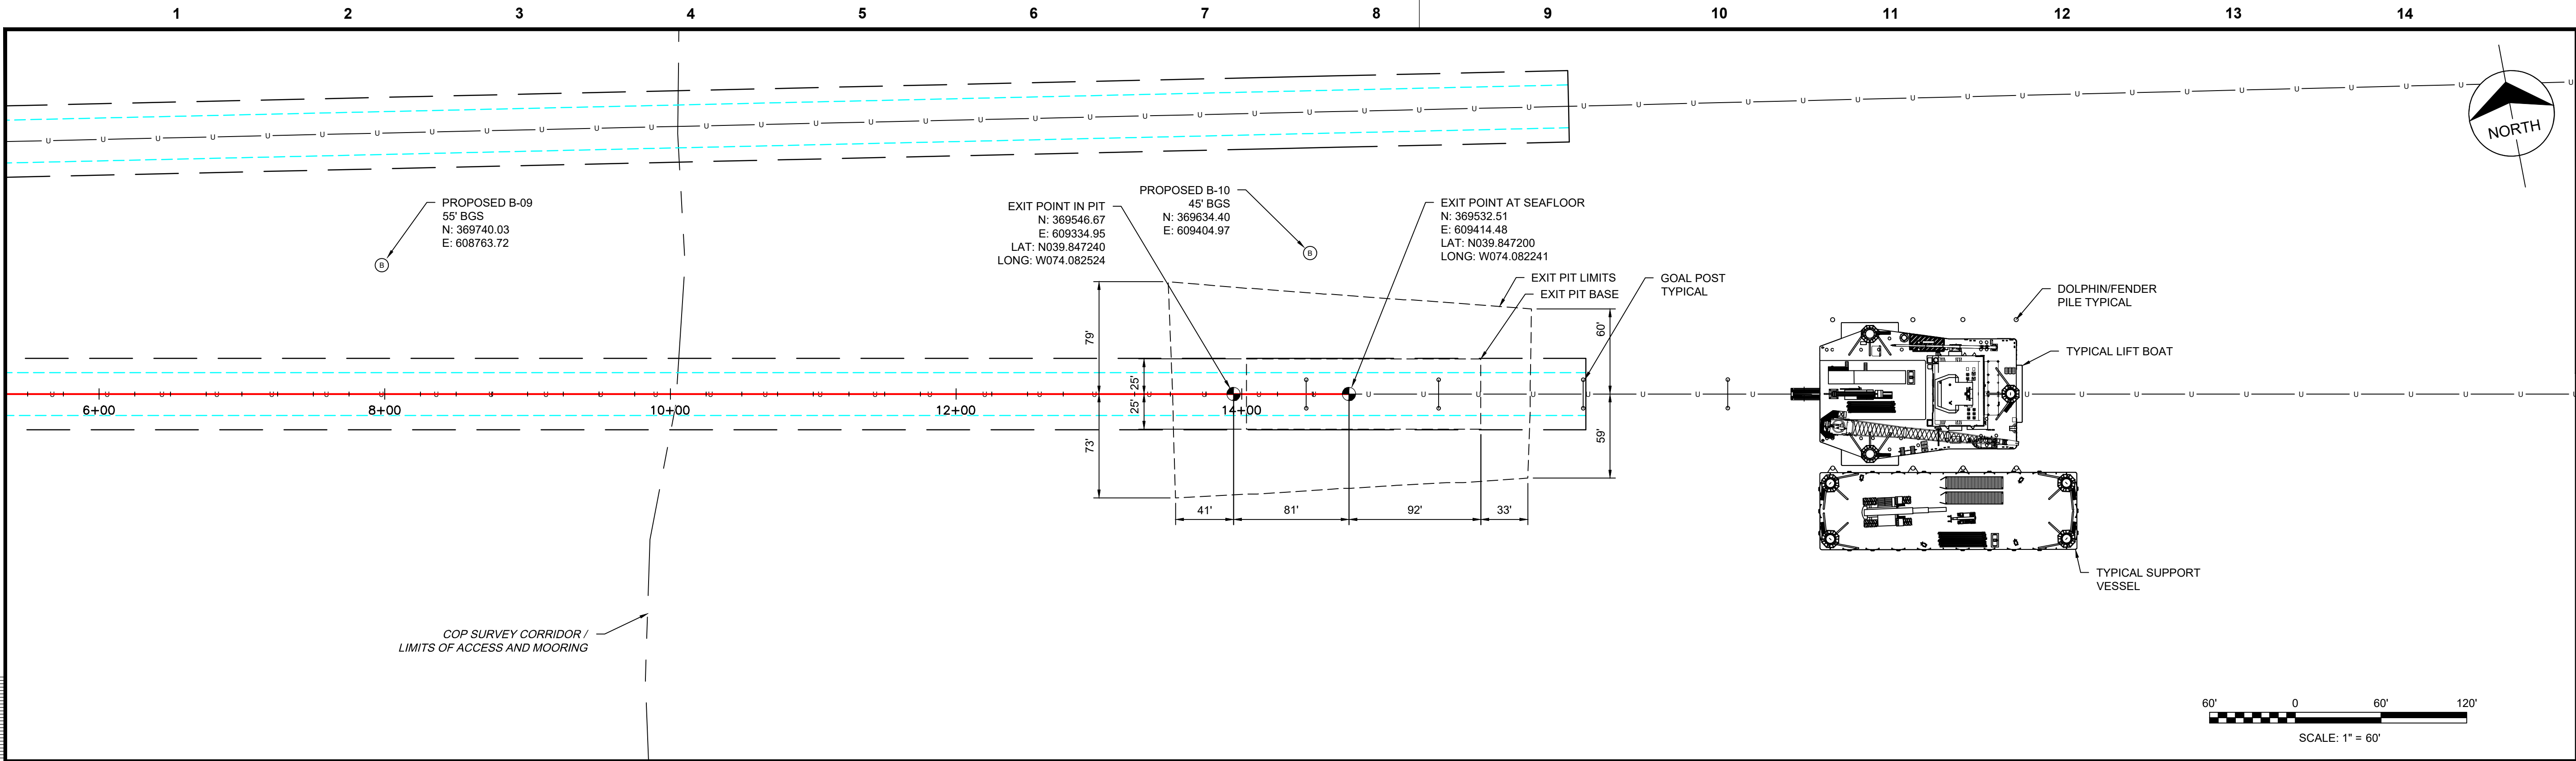 1 2 3 4 5 6 7 8 9 10 11 12 13 14
NORTH
PROPOSED B-09
55' BGS
N: 369740.03
E: 608763.72
B
EXIT POINT IN PIT
N: 369546.67
E: 609334.95
LAT: N039.847240
LONG: W074.082524
PROPOSED B-10
45' BGS
N: 369634.40
E: 609404.97
B
EXIT POINT AT SEAFLOOR
N: 369532.51
E: 609414.48
LAT: N039.847200
LONG: W074.082241
EXIT PIT LIMITS
EXIT PIT BASE
GOAL POST
TYPICAL
DOLPHIN/FENDER
PILE TYPICAL
TYPICAL LIFT BOAT
79'
60'
25'
25'
73'
59'
6+00 8+00 10+00 12+00 14+00
41' 81' 92' 33'
TYPICAL SUPPORT
VESSEL
COP SURVEY CORRIDOR /
LIMITS OF ACCESS AND MOORING
60' 0 60' 120'
SCALE: 1" = 60'